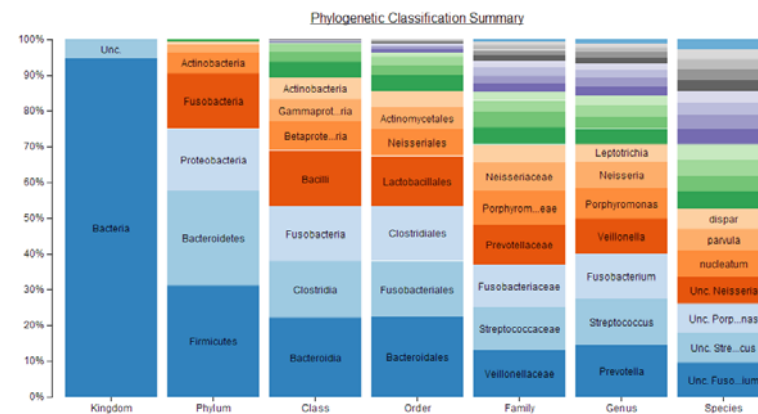 Phylogenetic Classification Summary
100%
90%
80%
70%
60%
50%
40%
30%
20%
10%
0%
Unc.
Bacteria
Kingdom
Actinobacteria
Fusobacteria
Proteobacteria
Bacteroidetes
Firmicutes
Phylum
Actinobacteria
Gammaprot...ria
Betaprote...ria
Bacilli
Fusobacteria
Clostridia
Bacteroidia
Class
Actinomycetales
Neisseriales
Lactobacillales
Clostridiales
Fusobacteriales
Bacteroidales
Order
Neisseriaceae
Porphyrom...eae
Prevotellaceae
Fusobacteriaceae
Streptococcaceae
Veillonellaceae
Family
Leptotrichia
Neisseria
Porphyromonas
Veillonella
Fusobacterium
Streptococcus
Prevotella
Genus
dispar
parvula
nucleatum
Unc. Neisseria
Unc. Porp...nas
Unc. Stre...cus
Unc. Fuso...ium
Species